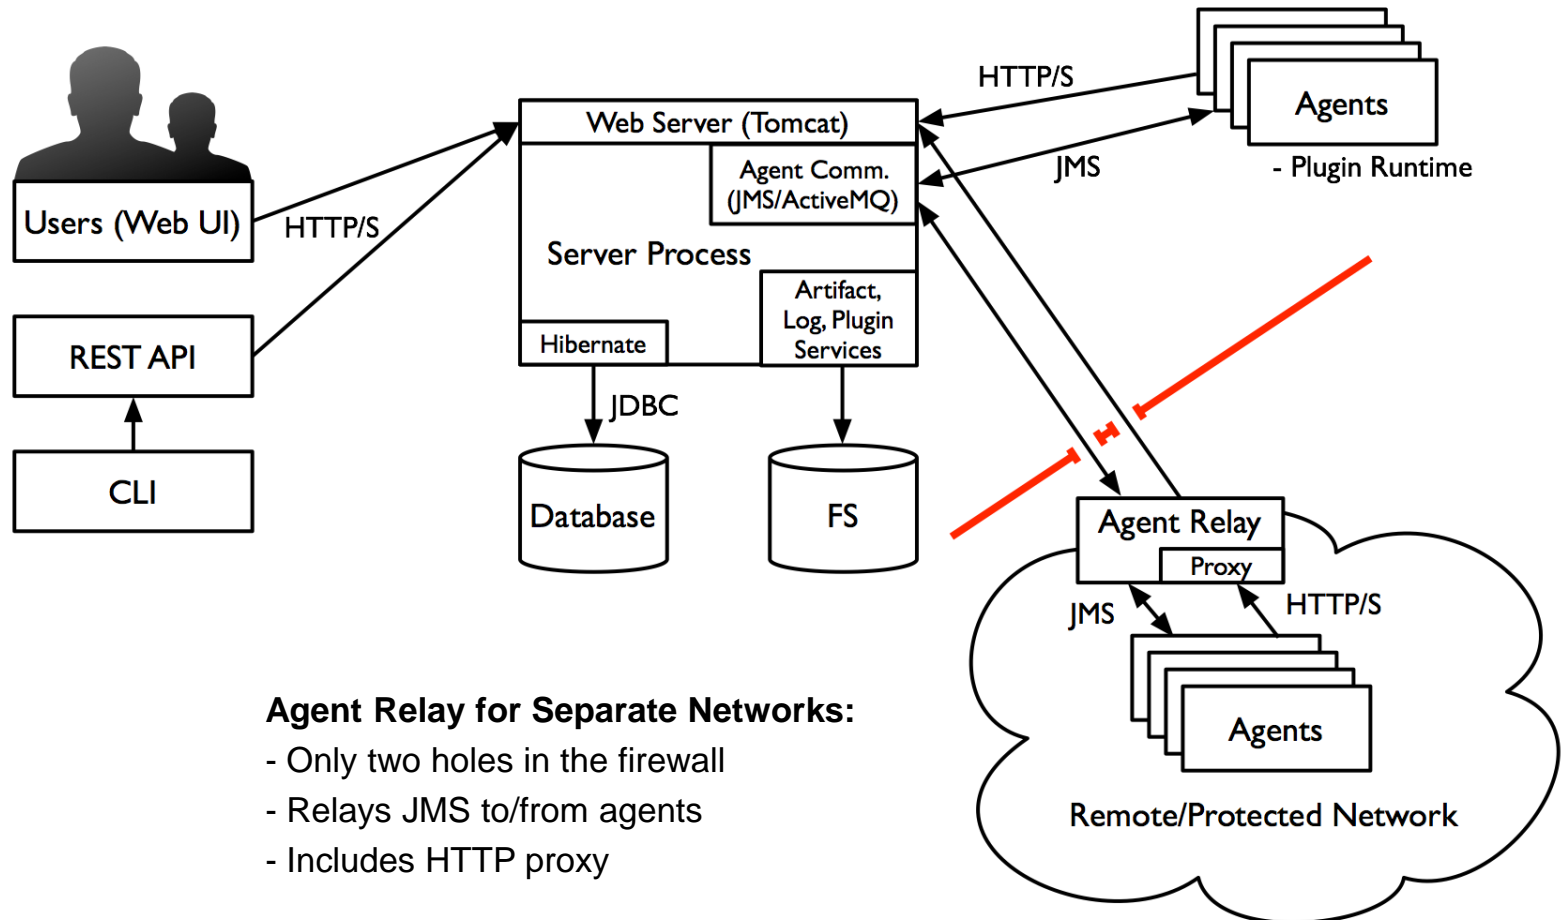 Users (Web UI)
HTTP/S
REST API
CLI
Web Server (Tomcat)
Agent Comm.
(JMS/ActiveMQ)
Server Process
Artifact,
Log, Plugin
Services
Hibernate
JDBC
Database
FS
HTTP/S
JMS
Agents
- Plugin Runtime
Agent Relay
Proxy
JMS
HTTP/S
Agents
Remote/Protected Network
Agent Relay for Separate Networks:
- Only two holes in the firewall
- Relays JMS to/from agents
- Includes HTTP proxy